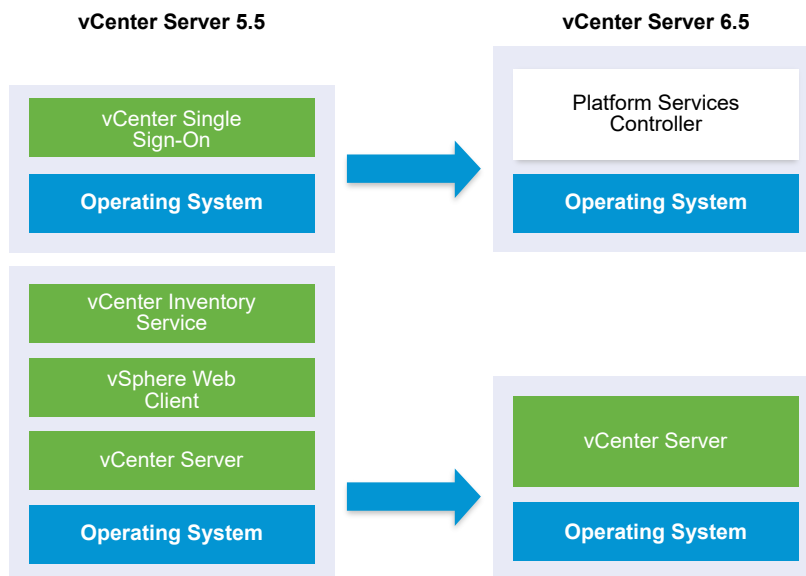 vCenter Server 5.5
vCenter Server 6.5
vCenter Single
Sign-On
Operating System
Platform Services
Controller
Operating System
vCenter Inventory
Service
vSphere Web
Client
vCenter Server
Operating System
vCenter Server
Operating System